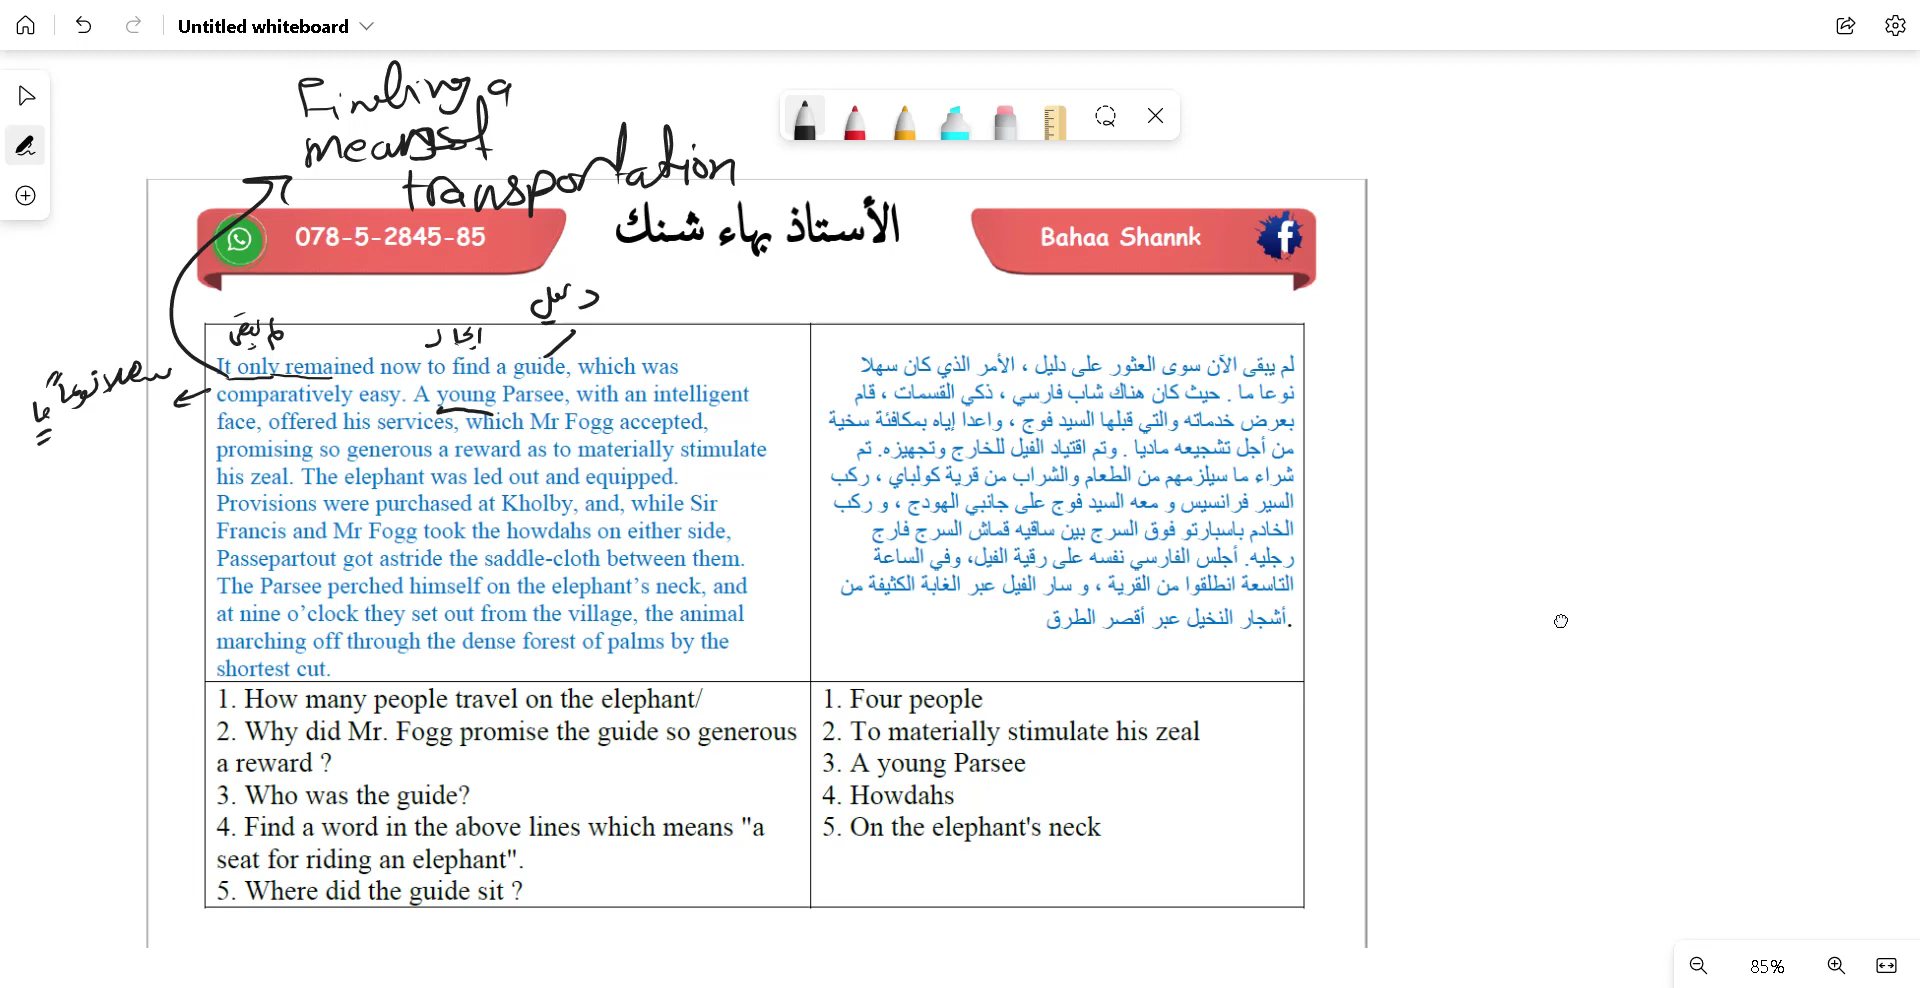 Untitled whiteboard
Finding a
means of
transportation
078-5-2845-85
الأستاذ بهاء شنك
Bahaa Shannk
دليل
لم يتبقى
ايجاد
سهلا نوعا ما
It only remained now to find a guide, which was
comparatively easy. A young Parsee, with an intelligent
face, offered his services, which Mr Fogg accepted,
promising so generous a reward as to materially stimulate
his zeal. The elephant was led out and equipped.
Provisions were purchased at Kholby, and, while Sir
Francis and Mr Fogg took the howdahs on either side,
Passepartout got astride the saddle-cloth between them.
The Parsee perched himself on the elephant’s neck, and
at nine o’clock they set out from the village, the animal
marching off through the dense forest of palms by the
shortest cut.
لم يبقى الآن سوى العثور على دليل ، الأمر الذي كان سهلا
نوعا ما . حيث كان هناك شاب فارسي ، ذكي القسمات ، قام
بعرض خدماته والتي قبلها السيد فوج ، واعدا إياه بمكافئة سخية
من أجل تشجيعه ماديا . وتم اقتياد الفيل للخارج وتجهيزه. تم
شراء ما سيلزمهم من الطعام والشراب من قرية كولباي ، ركب
السير فرانسيس و معه السيد فوج على جانبي الهودج ، و ركب
الخادم باسبارتو فوق السرج بين ساقيه قماش السرج فارج
رجليه. أجلس الفارسي نفسه على رقبة الفيل، وفي الساعة
التاسعة انطلقوا من القرية ، و سار الفيل عبر الغابة الكثيفة من
أشجار النخيل عبر أقصر الطرق.
1. How many people travel on the elephant/
2. Why did Mr. Fogg promise the guide so generous
a reward ?
3. Who was the guide?
4. Find a word in the above lines which means "a
seat for riding an elephant".
5. Where did the guide sit ?
1. Four people
2. To materially stimulate his zeal
3. A young Parsee
4. Howdahs
5. On the elephant's neck
85%